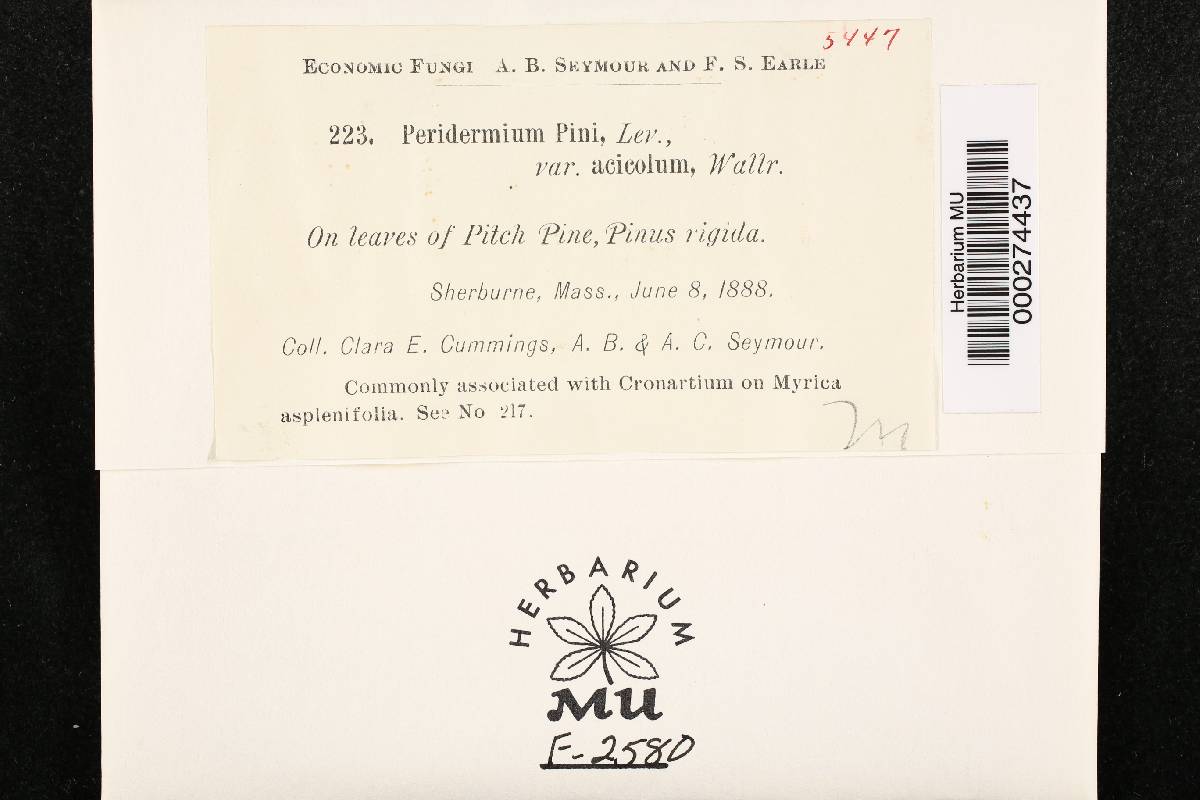 5447
ECONOMIC FUNGI A. B. SEYMOUR AND F. S. EARLE
223. Peridermium Pini, Lev.,
var. acicolum, Wallr.
On leaves of Pitch Pine, Pinus rigida.
Sherburne, Mass., June 8, 1888.
Coll. Clara E. Cummings, A. B. & A. C. Seymour.
Commonly associated with Cronartium on Myrica
asplenifolia. See No 217.
Herbarium MU
000274437
HERBARIUM
MU
F-2580